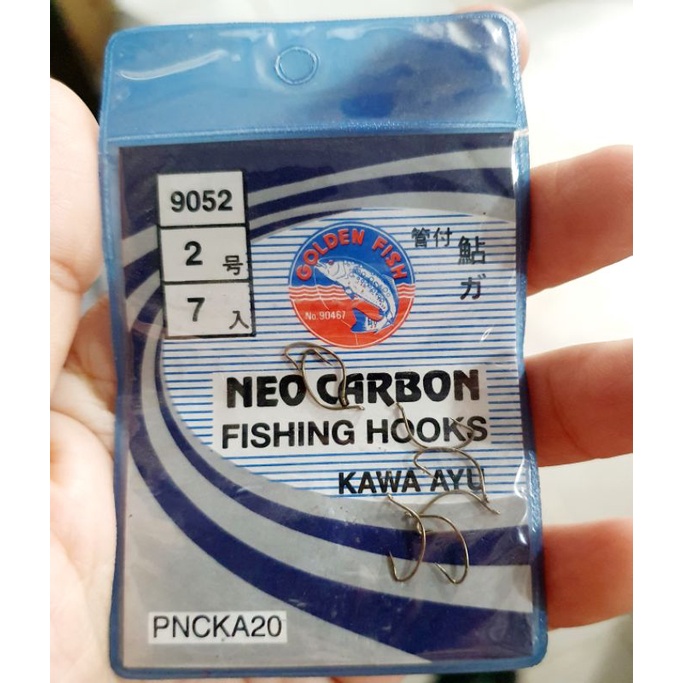 9052
2 号
7 入
GOLDEN FISH
No. 90467
管付 鮎ガ
NEO CARBON
FISHING HOOKS
KAWA AYU
PNCKA20